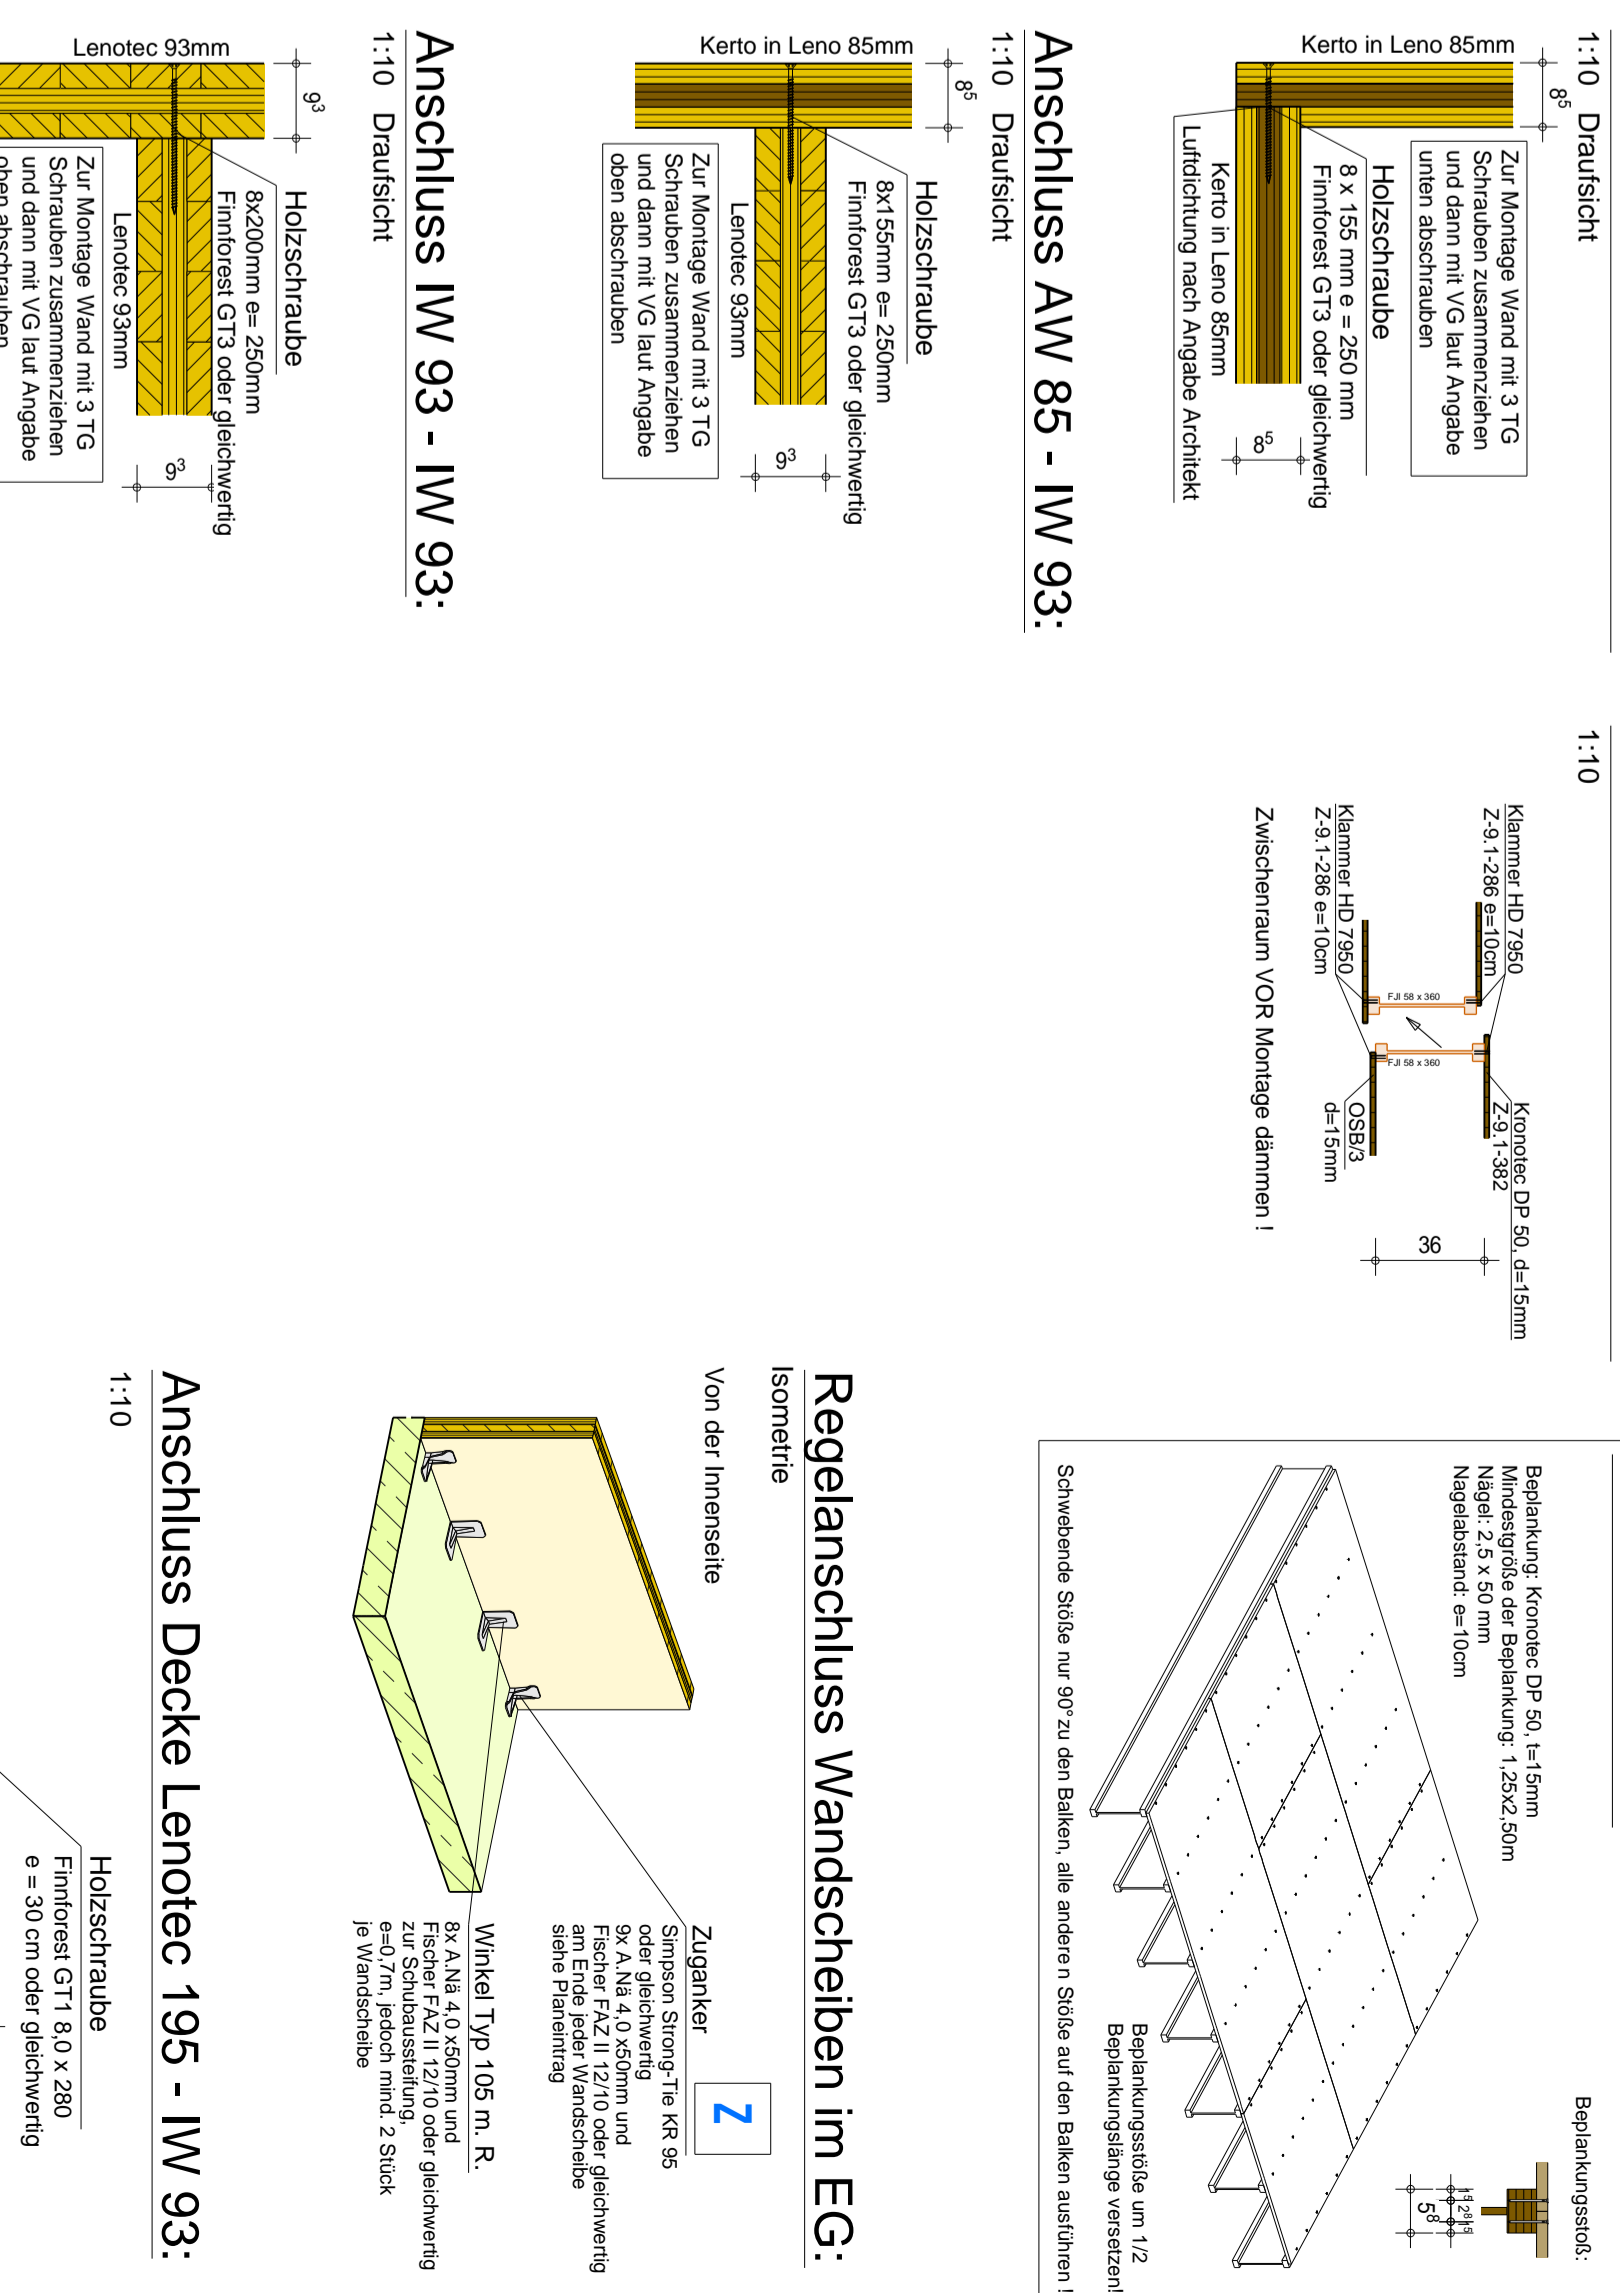 1:10 Draufsicht
Kerto in Leno 85mm
8⁵
Zur Montage Wand mit 3 TG
Schrauben zusammenziehen
und dann mit VG laut Angabe
unten abschrauben
Holzschraube
8 x 155 mm e = 250 mm
Finnforest GT3 oder gleichwertig
8⁵
Kerto in Leno 85mm
Luftdichtung nach Angabe Architekt
Anschluss AW 85 - IW 93:
1:10 Draufsicht
Kerto in Leno 85mm
8⁵
Holzschraube
8x155mm e= 250mm
Finnforest GT3 oder gleichwertig
9³
Lenotec 93mm
Zur Montage Wand mit 3 TG
Schrauben zusammenziehen
und dann mit VG laut Angabe
oben abschrauben
Anschluss IW 93 - IW 93:
1:10 Draufsicht
Lenotec 93mm
9³
Holzschraube
8x200mm e= 250mm
Finnforest GT3 oder gleichwertig
9³
Lenotec 93mm
Zur Montage Wand mit 3 TG
Schrauben zusammenziehen
und dann mit VG laut Angabe
oben abschrauben
1:10
Klammer HD 7950
Z-9.1-286 e=10cm
Klammer HD 7950
Z-9.1-286 e=10cm
FJI 58 x 360
FJI 58 x 360
Kronotec DP 50, d=15mm
Z-9.1-382
OSB/3
d=15mm
36
Zwischenraum VOR Montage dämmen !
Beplankungsstoß:
1⁵ 2⁸ 1⁵
5⁸
Beplankung: Kronotec DP 50, t=15mm
Mindestgröße der Beplankung: 1,25x2,50m
Nägel: 2,5 x 50 mm
Nagelabstand: e=10cm
Beplankungsstöße um 1/2
Beplankungslänge versetzen!
Schwebende Stöße nur 90°zu den Balken, alle anderen Stöße auf den Balken ausführen !
Regelanschluss Wandscheiben im EG:
Isometrie
Von der Innenseite
Z
Zuganker
Simpson Strong-Tie KR 95
oder gleichwertig
9x A.Nä 4,0 x50mm und
Fischer FAZ II 12/10 oder gleichwertig
am Ende jeder Wandscheibe
siehe Planeintrag
Winkel Typ 105 m. R.
8x A.Nä 4,0 x50mm und
Fischer FAZ II 12/10 oder gleichwertig
zur Schubaussteifung,
e=0,7m, jedoch mind. 2 Stück
je Wandscheibe
Anschluss Decke Lenotec 195 - IW 93:
1:10
Holzschraube
Finnforest GT1 8,0 x 280
e = 30 cm oder gleichwertig